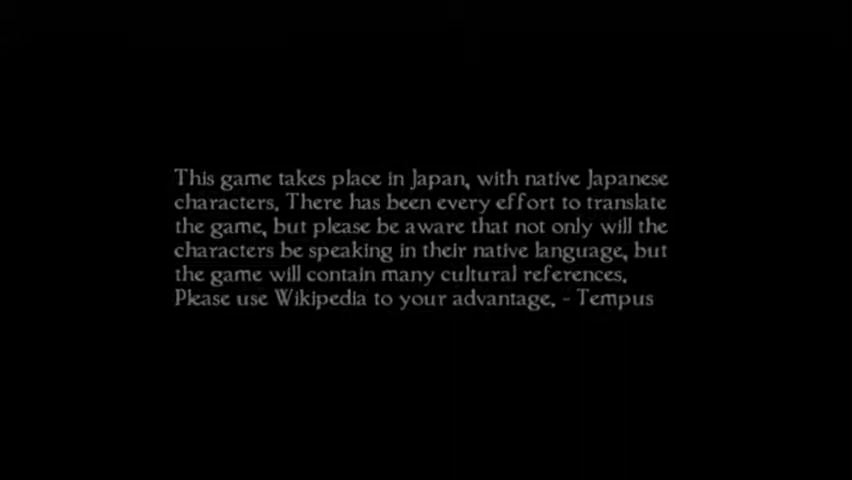 This game takes place in Japan, with native Japanese
characters. There has been every effort to translate
the game, but please be aware that not only will the
characters be speaking in their native language, but
the game will contain many cultural references.
Please use Wikipedia to your advantage. - Tempus